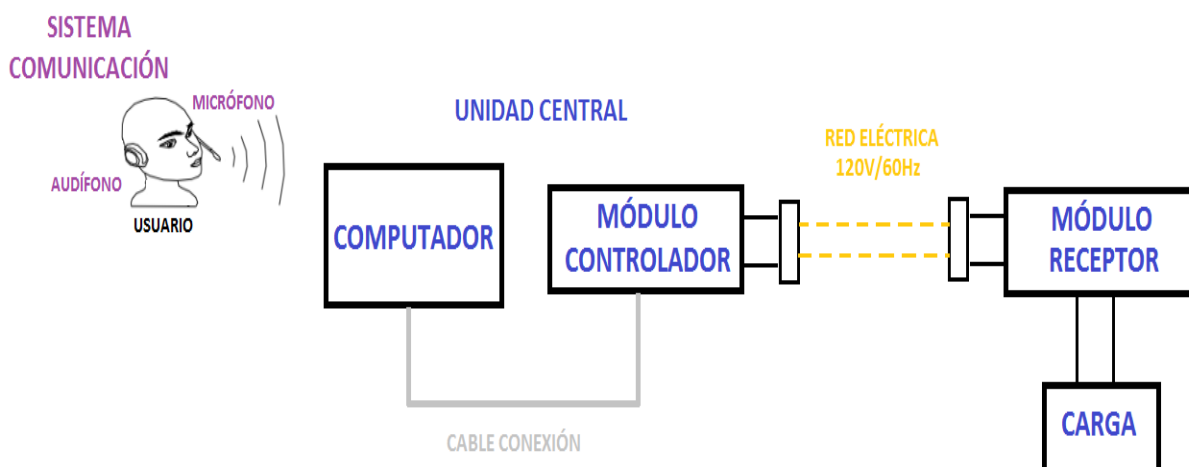 SISTEMA
COMUNICACIÓN
MICRÓFONO
AUDÍFONO
USUARIO
UNIDAD CENTRAL
COMPUTADOR
MÓDULO
CONTROLADOR
CABLE CONEXIÓN
RED ELÉCTRICA
120V/60Hz
MÓDULO
RECEPTOR
CARGA